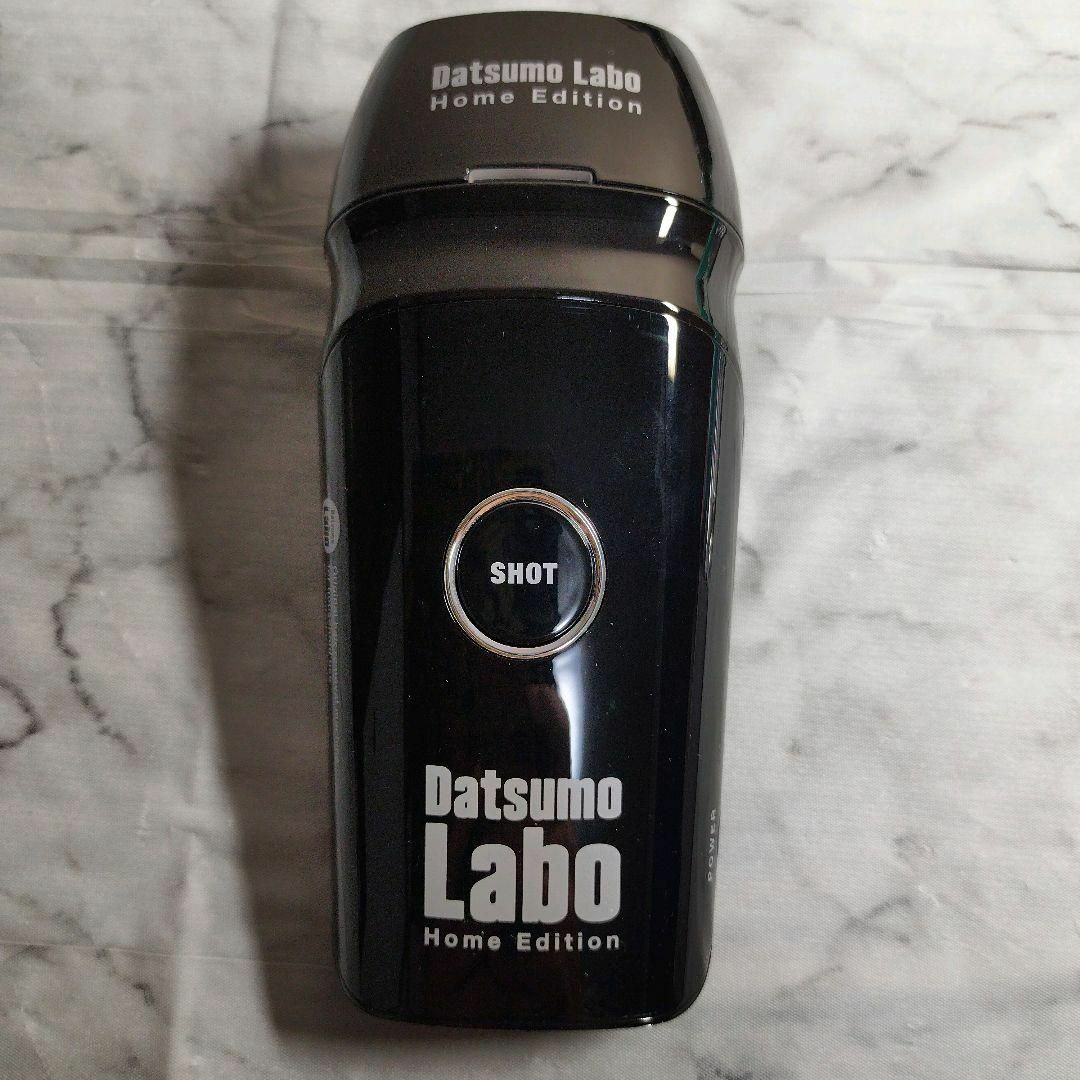 Datsumo Labo
Home Edition
SHOT
Datsumo
Labo
Home Edition
POWER